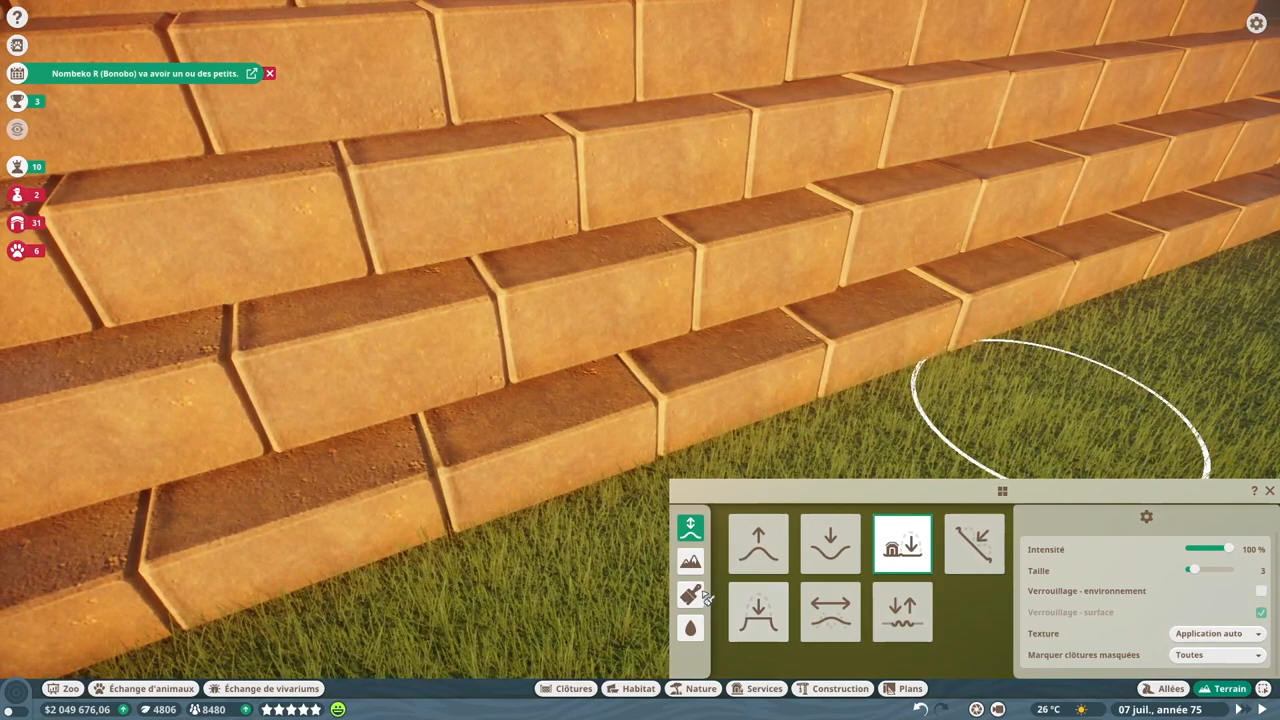 Nombeko R (Bonobo) va avoir un ou des petits.
3
10
2
31
6
Intensité 100 %
Taille 3
Verrouillage - environnement
Verrouillage - surface
Texture Application auto
Marquer clôtures masquées Toutes
Zoo Échange d'animaux Échange de vivariums Clôtures Habitat Nature Services Construction Plans Allées Terrain
$2 049 676,06 4806 8480 26 °C 07 juil., année 75